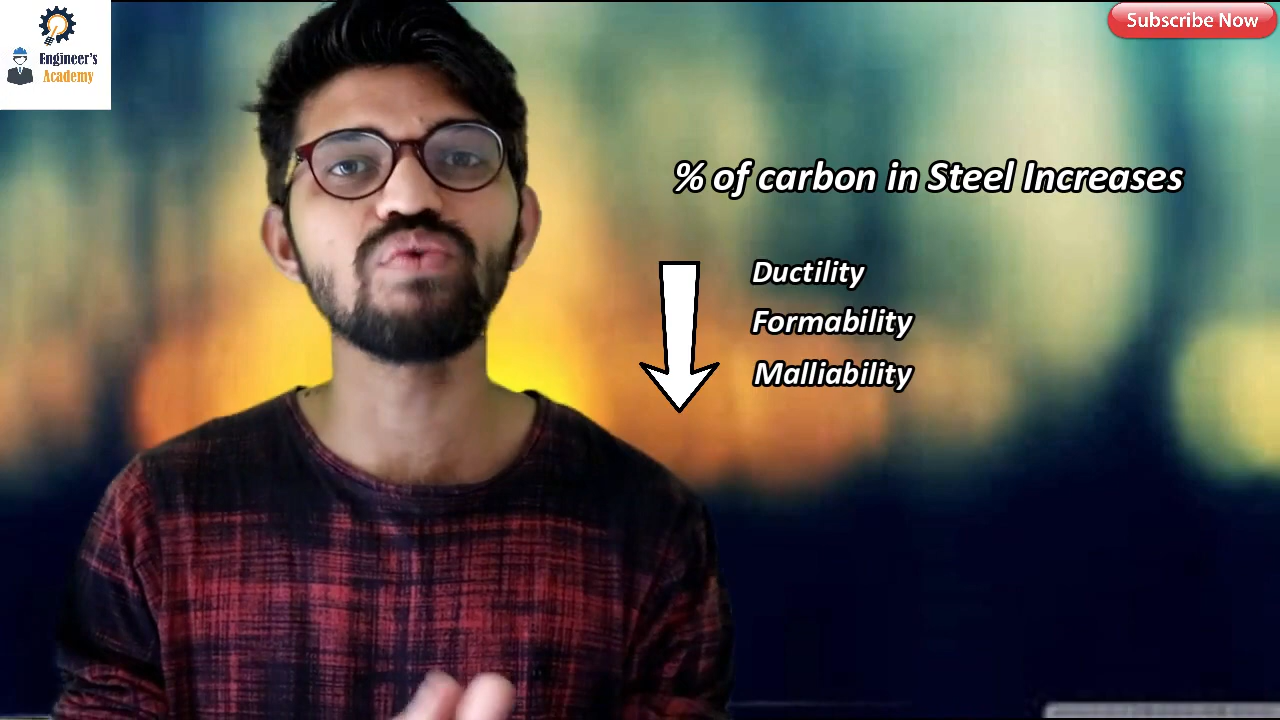 Engineer's
Academy
Subscribe Now
% of carbon in Steel Increases
Ductility
Formability
Malliability